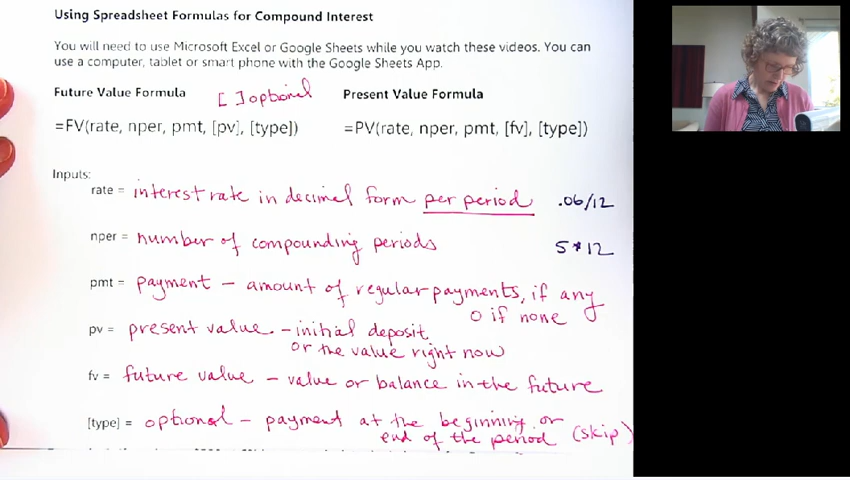 Using Spreadsheet Formulas for Compound Interest
You will need to use Microsoft Excel or Google Sheets while you watch these videos. You can
use a computer, tablet or smart phone with the Google Sheets App.
Future Value Formula [ ] optional Present Value Formula
=FV(rate, nper, pmt, [pv], [type]) =PV(rate, nper, pmt, [fv], [type])
Inputs:
rate = interest rate in decimal form per period .06/12
nper = number of compounding periods 5*12
pmt = payment - amount of regular payments, if any
0 if none
pv = present value - initial deposit
or the value right now
fv = future value - value or balance in the future
[type] = optional - payment at the beginning or
end of the period (skip)